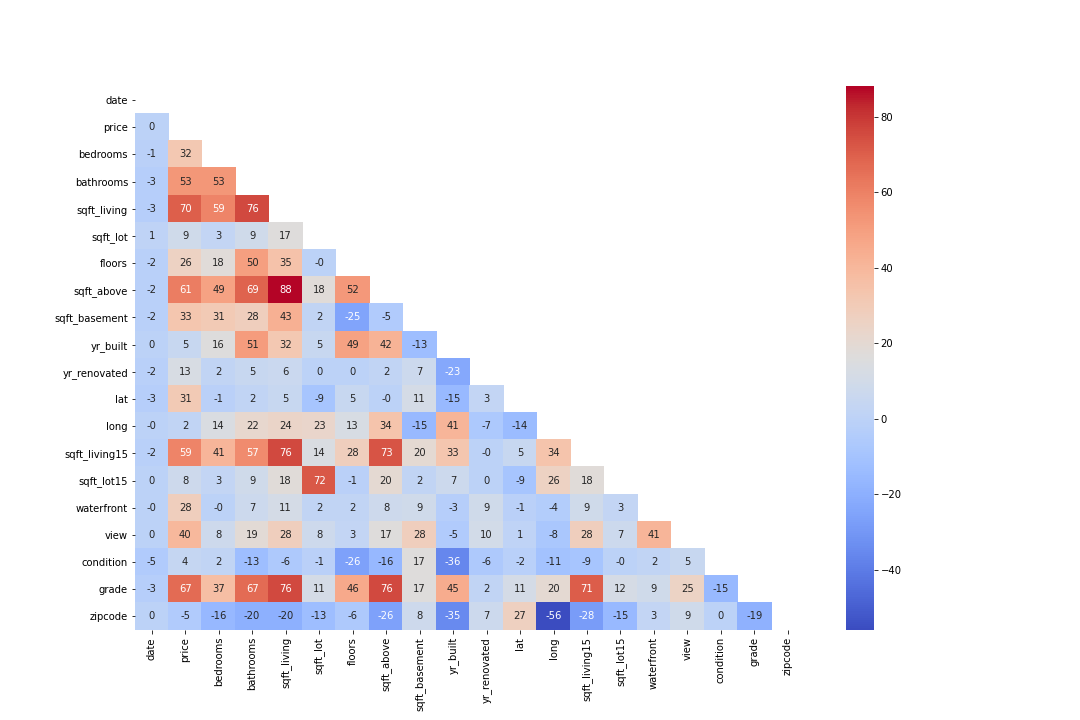 date
price 0
bedrooms -1 32
bathrooms -3 53 53
sqft_living -3 70 59 76
sqft_lot 1 9 3 9 17
floors -2 26 18 50 35 -0
sqft_above -2 61 49 69 88 18 52
sqft_basement -2 33 31 28 43 2 -25 -5
yr_built 0 5 16 51 32 5 49 42 -13
yr_renovated -2 13 2 5 6 0 0 2 7 -23
lat -3 31 -1 2 5 -9 5 -0 11 -15 3
long -0 2 14 22 24 23 13 34 -15 41 -7 -14
sqft_living15 -2 59 41 57 76 14 28 73 20 33 -0 5 34
sqft_lot15 0 8 3 9 18 72 -1 20 2 7 0 -9 26 18
waterfront -0 28 -0 7 11 2 2 8 9 -3 9 -1 -4 9 3
view 0 40 8 19 28 8 3 17 28 -5 10 1 -8 28 7 41
condition -5 4 2 -13 -6 -1 -26 -16 17 -36 -6 -2 -11 -9 -0 2 5
grade -3 67 37 67 76 11 46 76 17 45 2 11 20 71 12 9 25 -15
zipcode 0 -5 -16 -20 -20 -13 -6 -26 8 -35 7 27 -56 -28 -15 3 9 0 -19
date price bedrooms bathrooms sqft_living sqft_lot floors sqft_above sqft_basement yr_built yr_renovated lat long sqft_living15 sqft_lot15 waterfront view condition grade zipcode
80
60
40
20
0
−20
−40